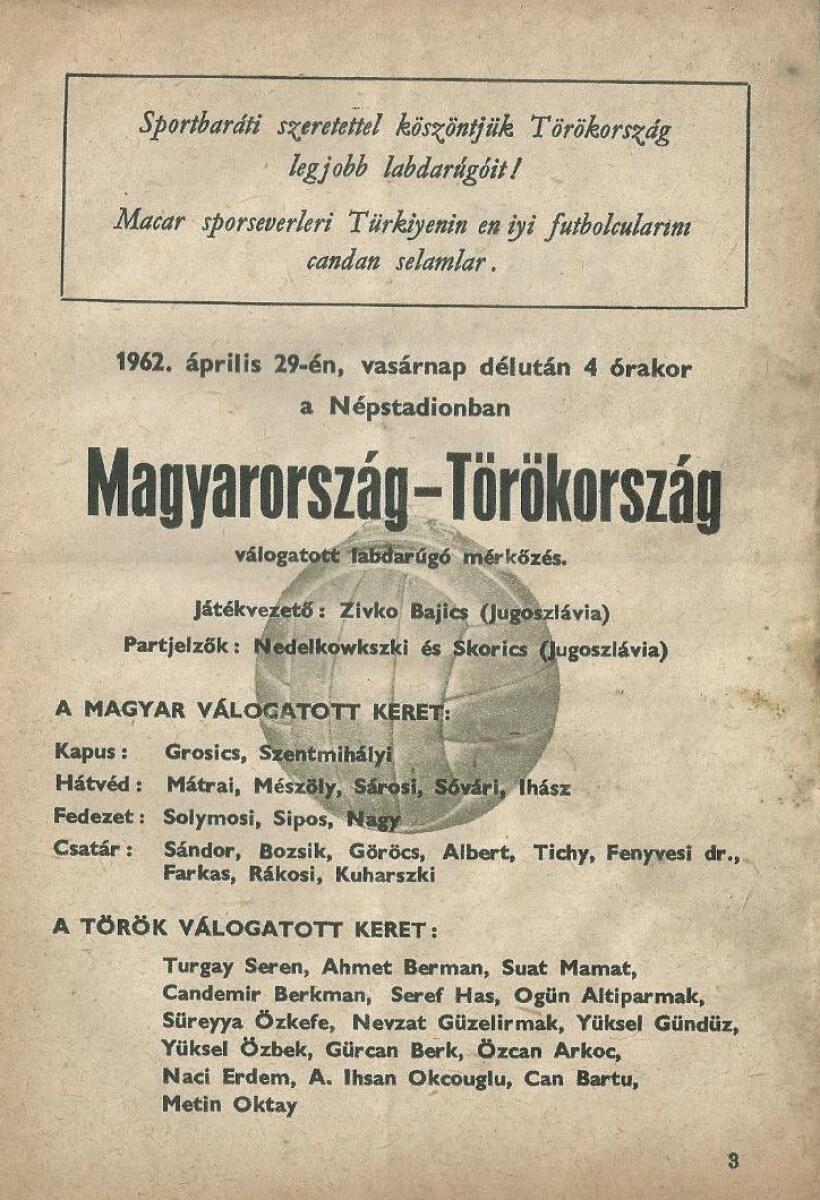 Sportbaráti szeretettel köszöntjük Törökország
legjobb labdarúgóit!
Macar sporseverleri Türkiyenin en iyi futbolcularını
candan selamlar.
1962. április 29-én, vasárnap délután 4 órakor
a Népstadionban
Magyarország–Törökország
válogatott labdarúgó mérkőzés.
Játékvezető: Zivko Bajics (Jugoszlávia)
Partjelzők: Nedelkowkszki és Skorics (Jugoszlávia)
A MAGYAR VÁLOGATOTT KERET:
Kapus: Grosics, Szentmihályi
Hátvéd: Mátrai, Mészöly, Sárosi, Sóvári, Ihász
Fedezet: Solymosi, Sipos, Nagy
Csatár: Sándor, Bozsik, Göröcs, Albert, Tichy, Fenyvesi dr.,
Farkas, Rákosi, Kuharszki
A TÖRÖK VÁLOGATOTT KERET:
Turgay Seren, Ahmet Berman, Suat Mamat,
Candemir Berkman, Seref Has, Ogün Altiparmak,
Süreyya Özkefe, Nevzat Güzelirmak, Yüksel Gündüz,
Yüksel Özbek, Gürcan Berk, Özcan Arkoc,
Naci Erdem, A. Ihsan Okcouglu, Can Bartu,
Metin Oktay
3